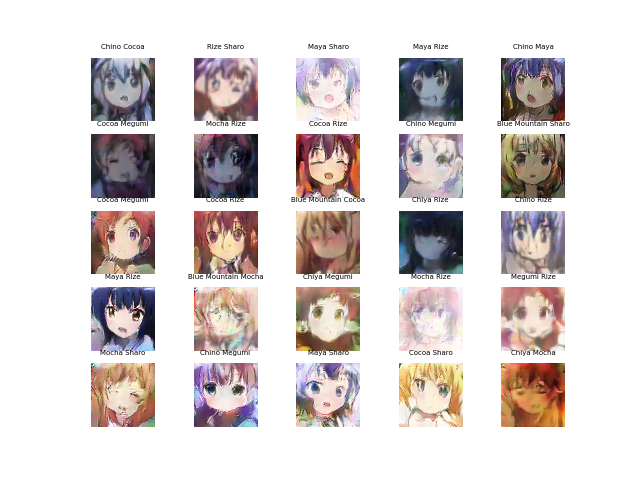 Chino Cocoa
Rize Sharo
Maya Sharo
Maya Rize
Chino Maya
Cocoa Megumi
Mocha Rize
Cocoa Rize
Chino Megumi
Blue Mountain Sharo
Cocoa Megumi
Cocoa Rize
Blue Mountain Cocoa
Chiya Rize
Chino Rize
Maya Rize
Blue Mountain Mocha
Chiya Megumi
Mocha Rize
Megumi Rize
Mocha Sharo
Chino Megumi
Maya Sharo
Cocoa Sharo
Chiya Mocha